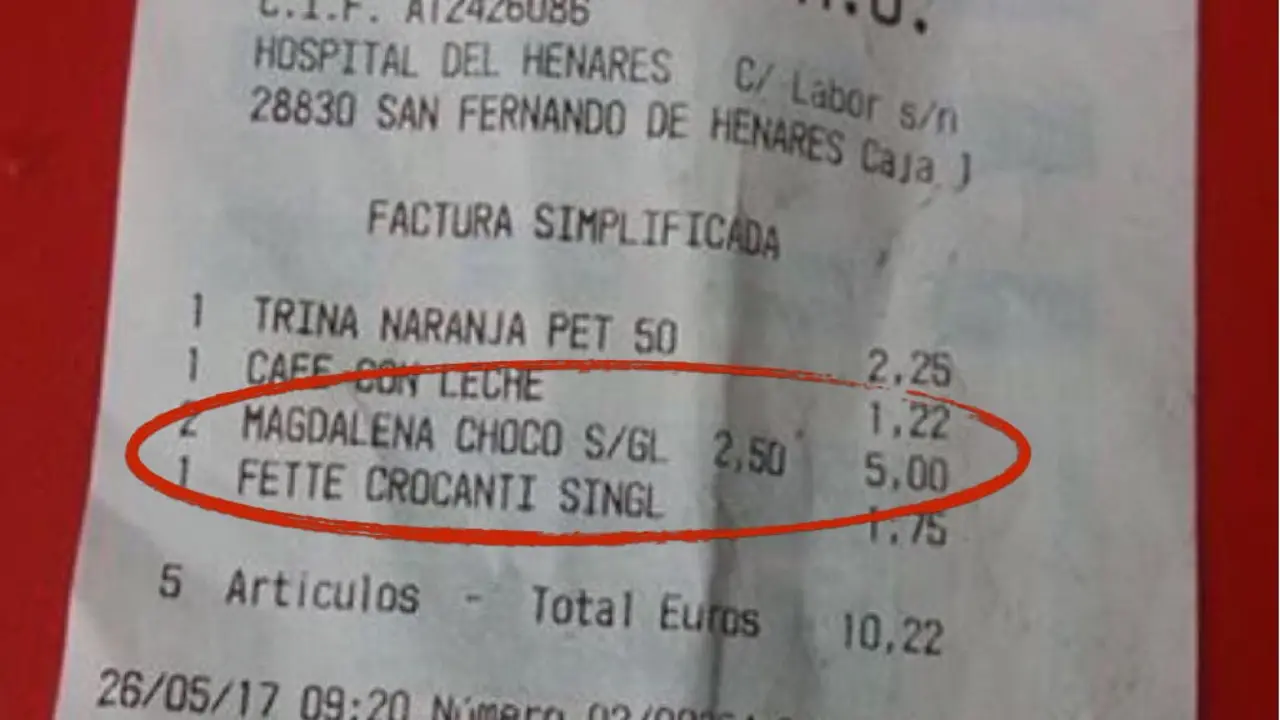 C.I.F. A12426086
HOSPITAL DEL HENARES C/ Labor s/n
28830 SAN FERNANDO DE HENARES Caja
FACTURA SIMPLIFICADA
1 TRINA NARANJA PET 50 2,25
1 CAFE CON LECHE 1,22
2 MAGDALENA CHOCO S/GL 2,50 5,00
1 FETTE CROCANTI SINGL 1,75
5 Articulos - Total Euros 10,22
26/05/17 09:20 Número